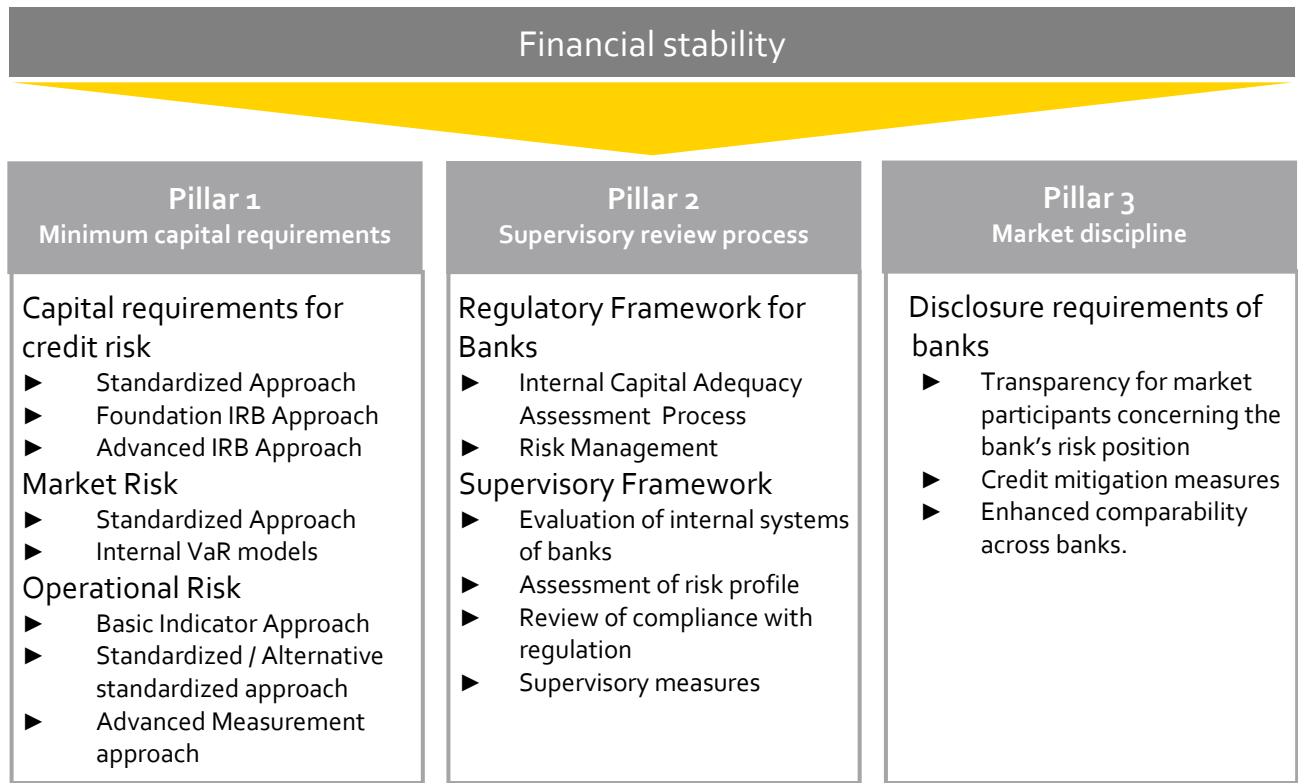 Financial stability
Pillar 1
Minimum capital requirements
Capital requirements for
credit risk
► Standardized Approach
► Foundation IRB Approach
► Advanced IRB Approach
Market Risk
► Standardized Approach
► Internal VaR models
Operational Risk
► Basic Indicator Approach
► Standardized / Alternative
standardized approach
► Advanced Measurement
approach
Pillar 2
Supervisory review process
Regulatory Framework for
Banks
► Internal Capital Adequacy
Assessment Process
► Risk Management
Supervisory Framework
► Evaluation of internal systems
of banks
► Assessment of risk profile
► Review of compliance with
regulation
► Supervisory measures
Pillar 3
Market discipline
Disclosure requirements of
banks
► Transparency for market
participants concerning the
bank's risk position
► Credit mitigation measures
► Enhanced comparability
across banks.